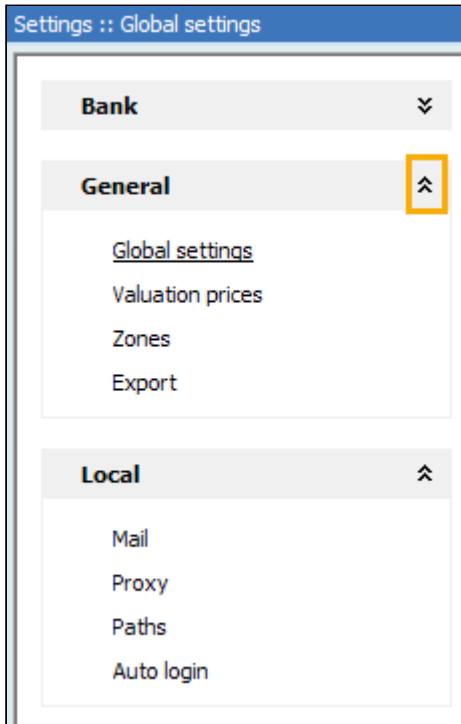 Settings :: Global settings
Bank
General
Global settings
Valuation prices
Zones
Export
Local
Mail
Proxy
Paths
Auto login